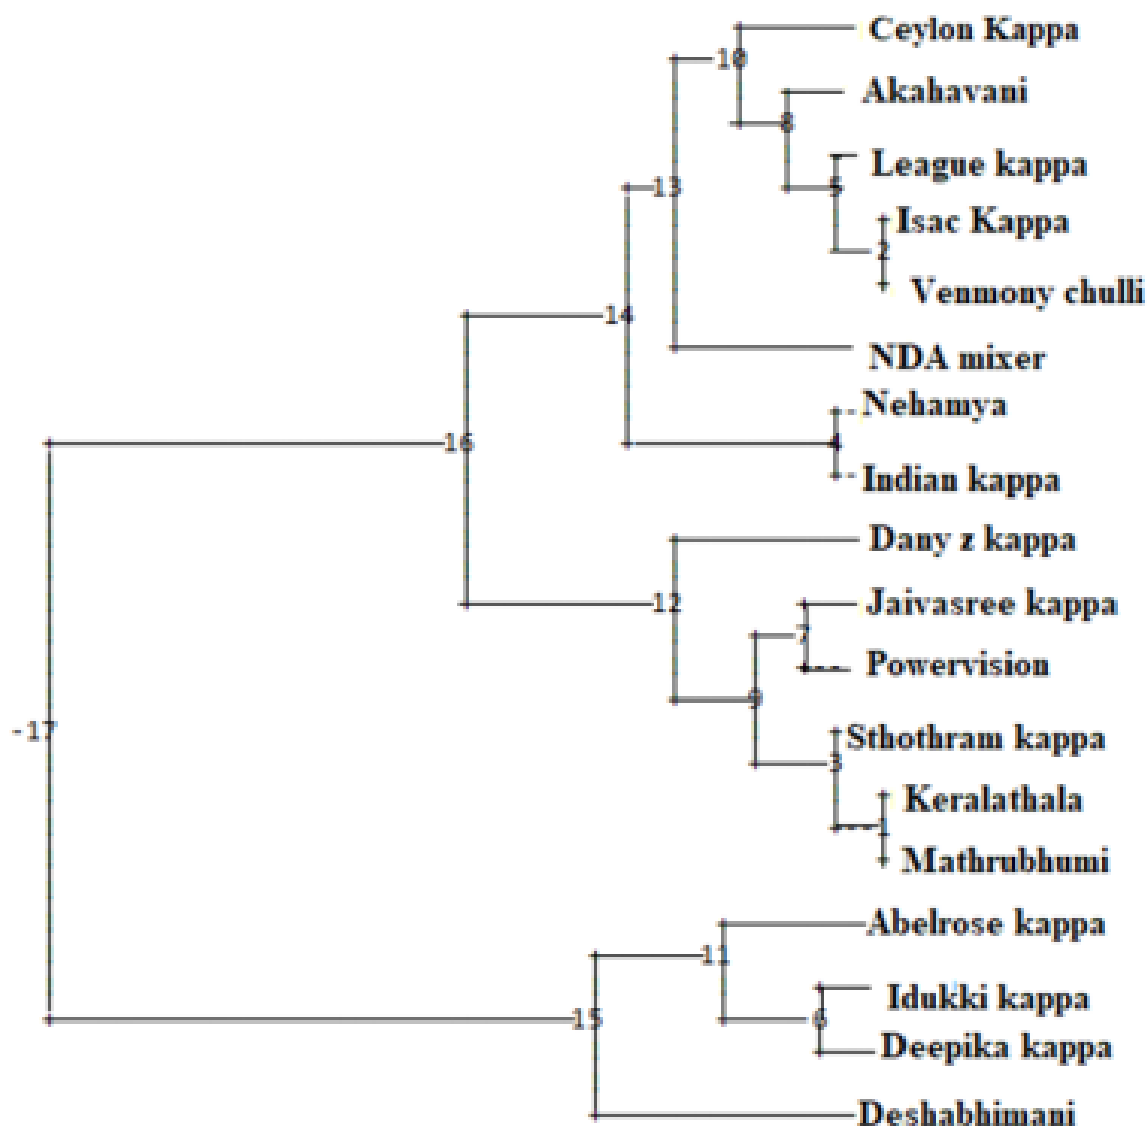 Ceylon Kappa
10
Akahavani
8
League kappa
13
5
Isac Kappa
2
Venmony chulli
14
NDA mixer
Nehamya
16
4
Indian kappa
Dany z kappa
12
Jaivasree kappa
7
Powervision
9
-17
Sthothram kappa
3
Keralathala
1
Mathrubhumi
Abelrose kappa
11
Idukki kappa
15
6
Deepika kappa
Deshabhimani